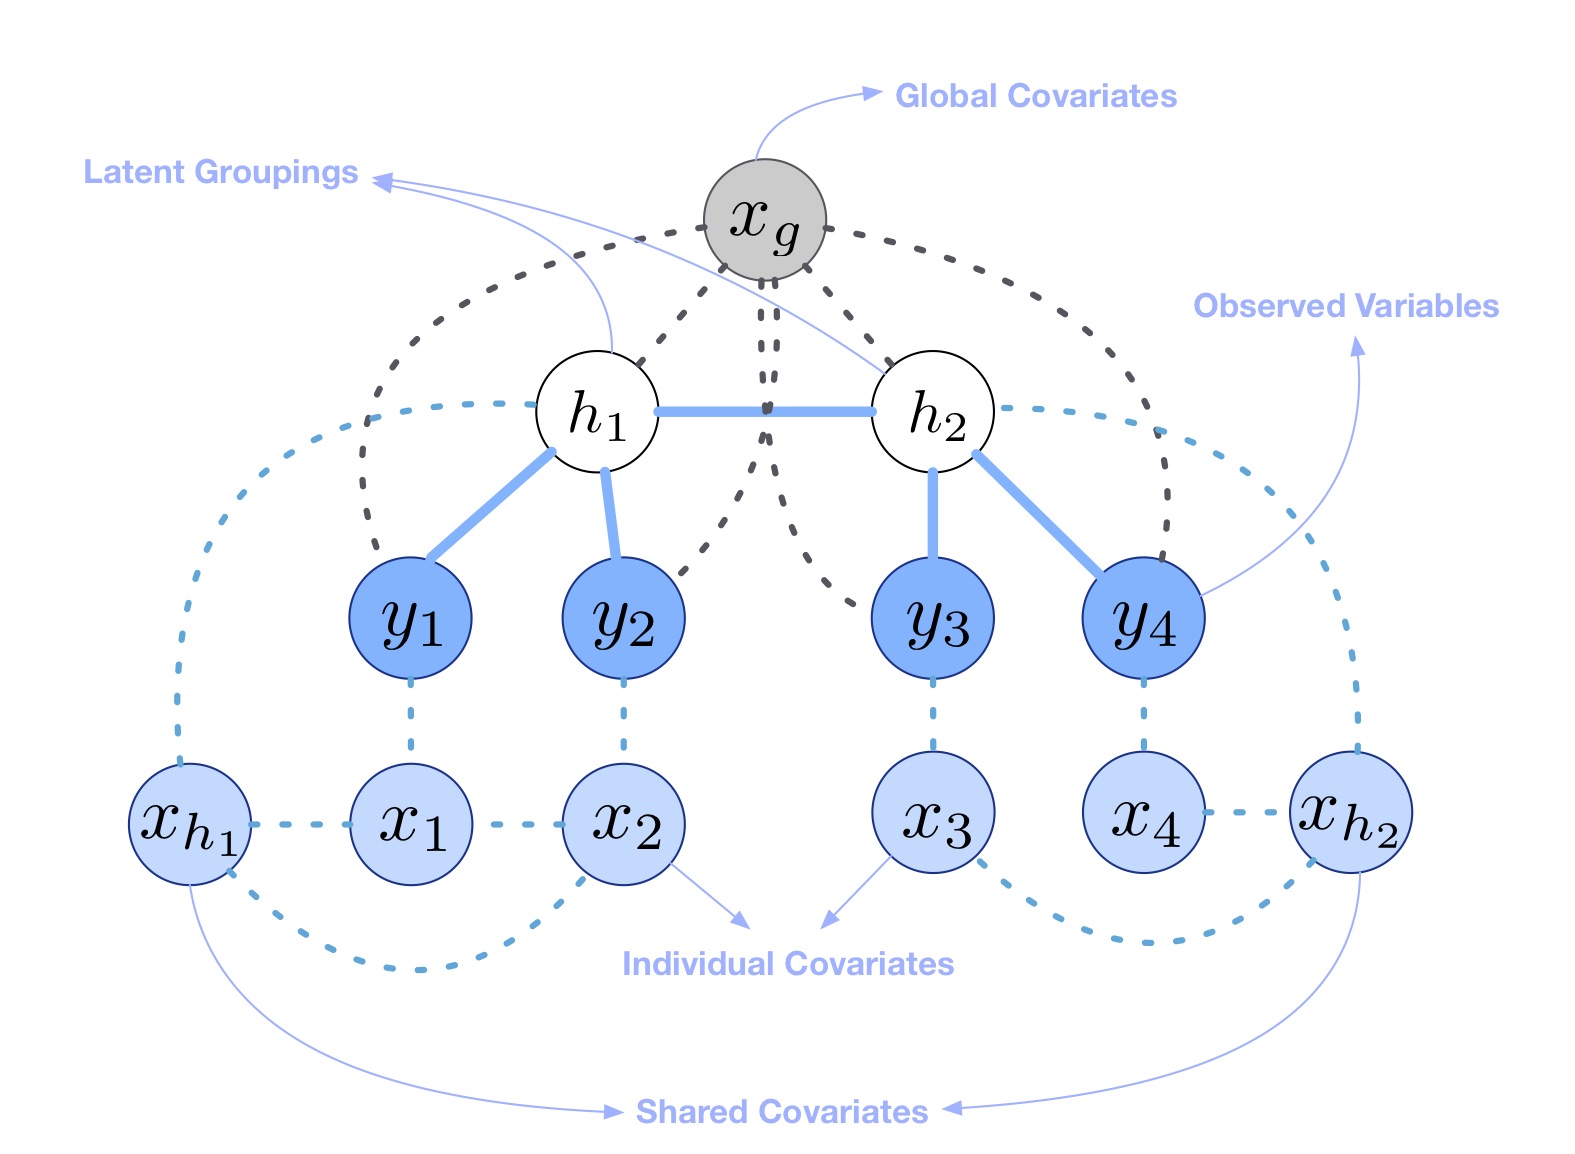 Global Covariates
Latent Groupings
x_g
Observed Variables
h_1 h_2
y_1 y_2 y_3 y_4
x_{h_1} x_1 x_2 x_3 x_4 x_{h_2}
Individual Covariates
Shared Covariates